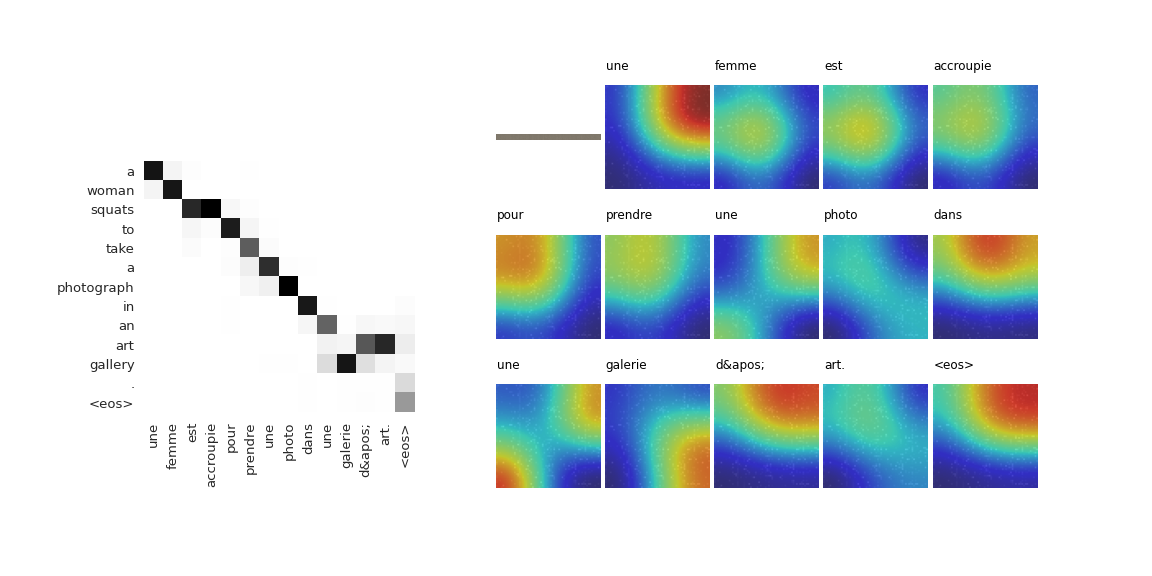 a
woman
squats
to
take
a
photograph
in
an
art
gallery
.
<eos>
une
femme
est
accroupie
pour
prendre
une
photo
dans
une
galerie
d&apos;
art.
<eos>
une femme est accroupie
pour prendre une photo dans
une galerie d&apos; art. <eos>